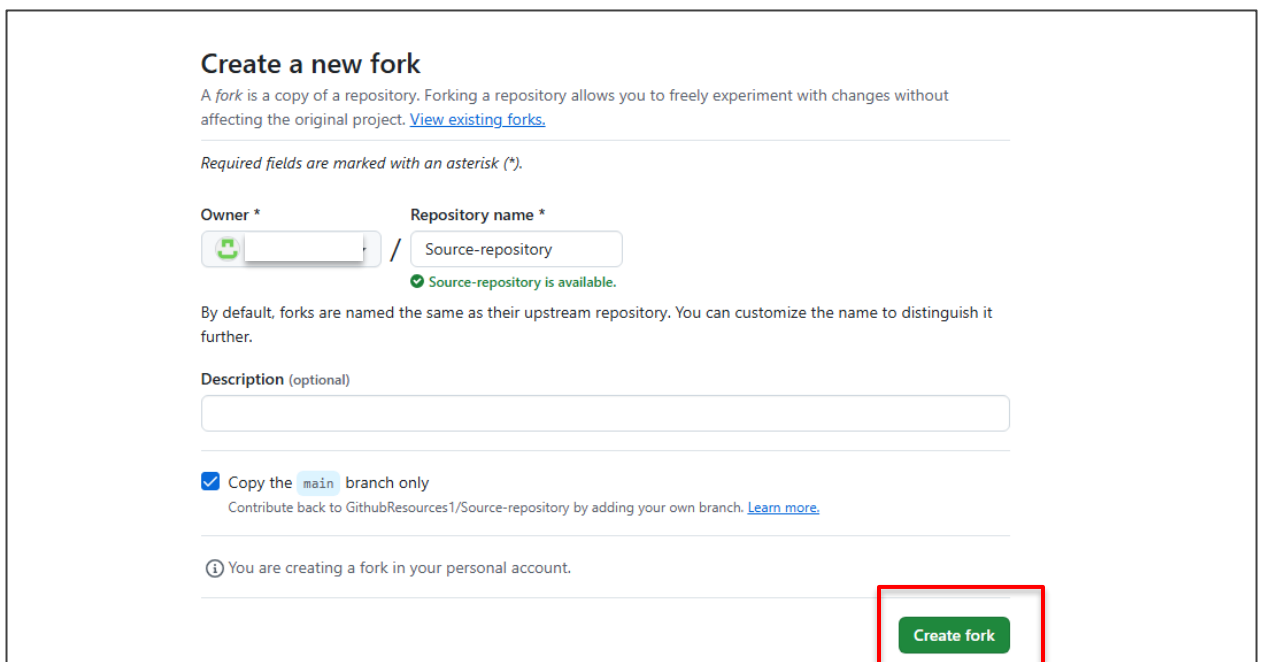 Create a new fork
A fork is a copy of a repository. Forking a repository allows you to freely experiment with changes without
affecting the original project. View existing forks.
Required fields are marked with an asterisk (*).
Owner *
Repository name *
/
Source-repository
Source-repository is available.
By default, forks are named the same as their upstream repository. You can customize the name to distinguish it
further.
Description (optional)
Copy the main branch only
Contribute back to GithubResources1/Source-repository by adding your own branch. Learn more.
You are creating a fork in your personal account.
Create fork